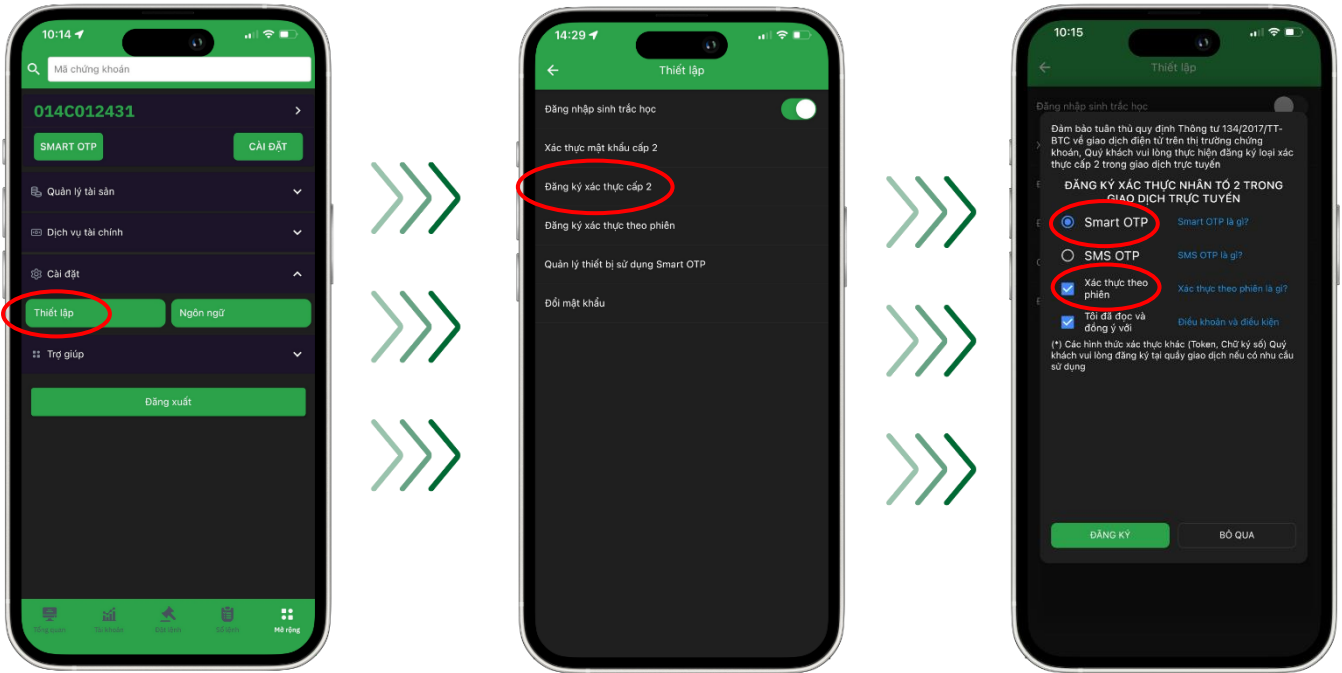 10:14
Mã chứng khoán
014C012431
SMART OTP
CÀI ĐẶT
Quản lý tài sản
Dịch vụ tài chính
Cài đặt
Thiết lập
Ngôn ngữ
Trợ giúp
Đăng xuất
Tổng quan
Tài khoản
Đặt lệnh
Sổ lệnh
Mở rộng
14:29
Thiết lập
Đăng nhập sinh trắc học
Xác thực mật khẩu cấp 2
Đăng ký xác thực cấp 2
Đăng ký xác thực theo phiên
Quản lý thiết bị sử dụng Smart OTP
Đổi mật khẩu
10:15
Thiết lập
Đăng nhập sinh trắc học
Đảm bảo tuân thủ quy định Thông tư 134/2017/TT-
BTC về giao dịch điện tử trên thị trường chứng
khoán, Quý khách vui lòng thực hiện đăng ký loại xác
thực cấp 2 trong giao dịch trực tuyến
ĐĂNG KÝ XÁC THỰC NHÂN TỐ 2 TRONG
GIAO DỊCH TRỰC TUYẾN
Smart OTP
Smart OTP là gì?
SMS OTP
SMS OTP là gì?
Xác thực theo
phiên
Xác thực theo phiên là gì?
Tôi đã đọc và
đồng ý với
Điều khoản và điều kiện
(*) Các hình thức xác thực khác (Token, Chữ ký số) Quý
khách vui lòng đăng ký tại quầy giao dịch nếu có nhu cầu
sử dụng
ĐĂNG KÝ
BỎ QUA